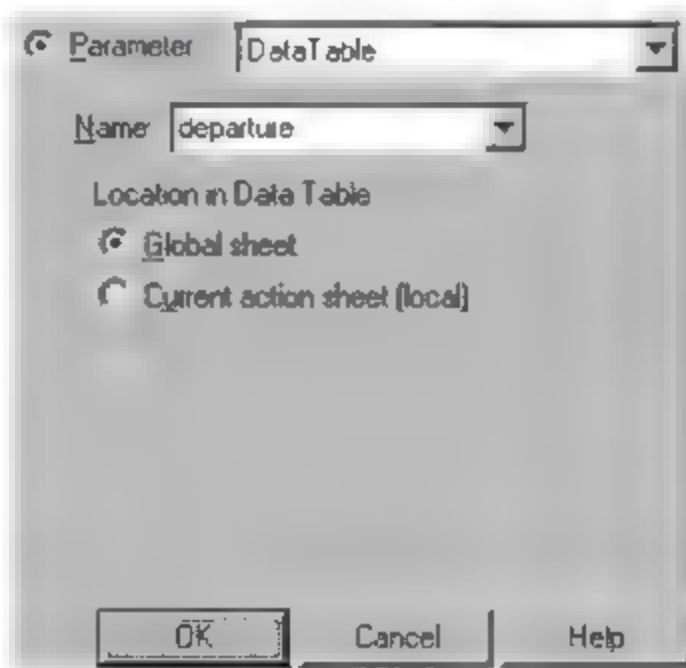 Parameter DataTable
Name departure
Location in Data Table
Global sheet
Current action sheet (local)
OK Cancel Help